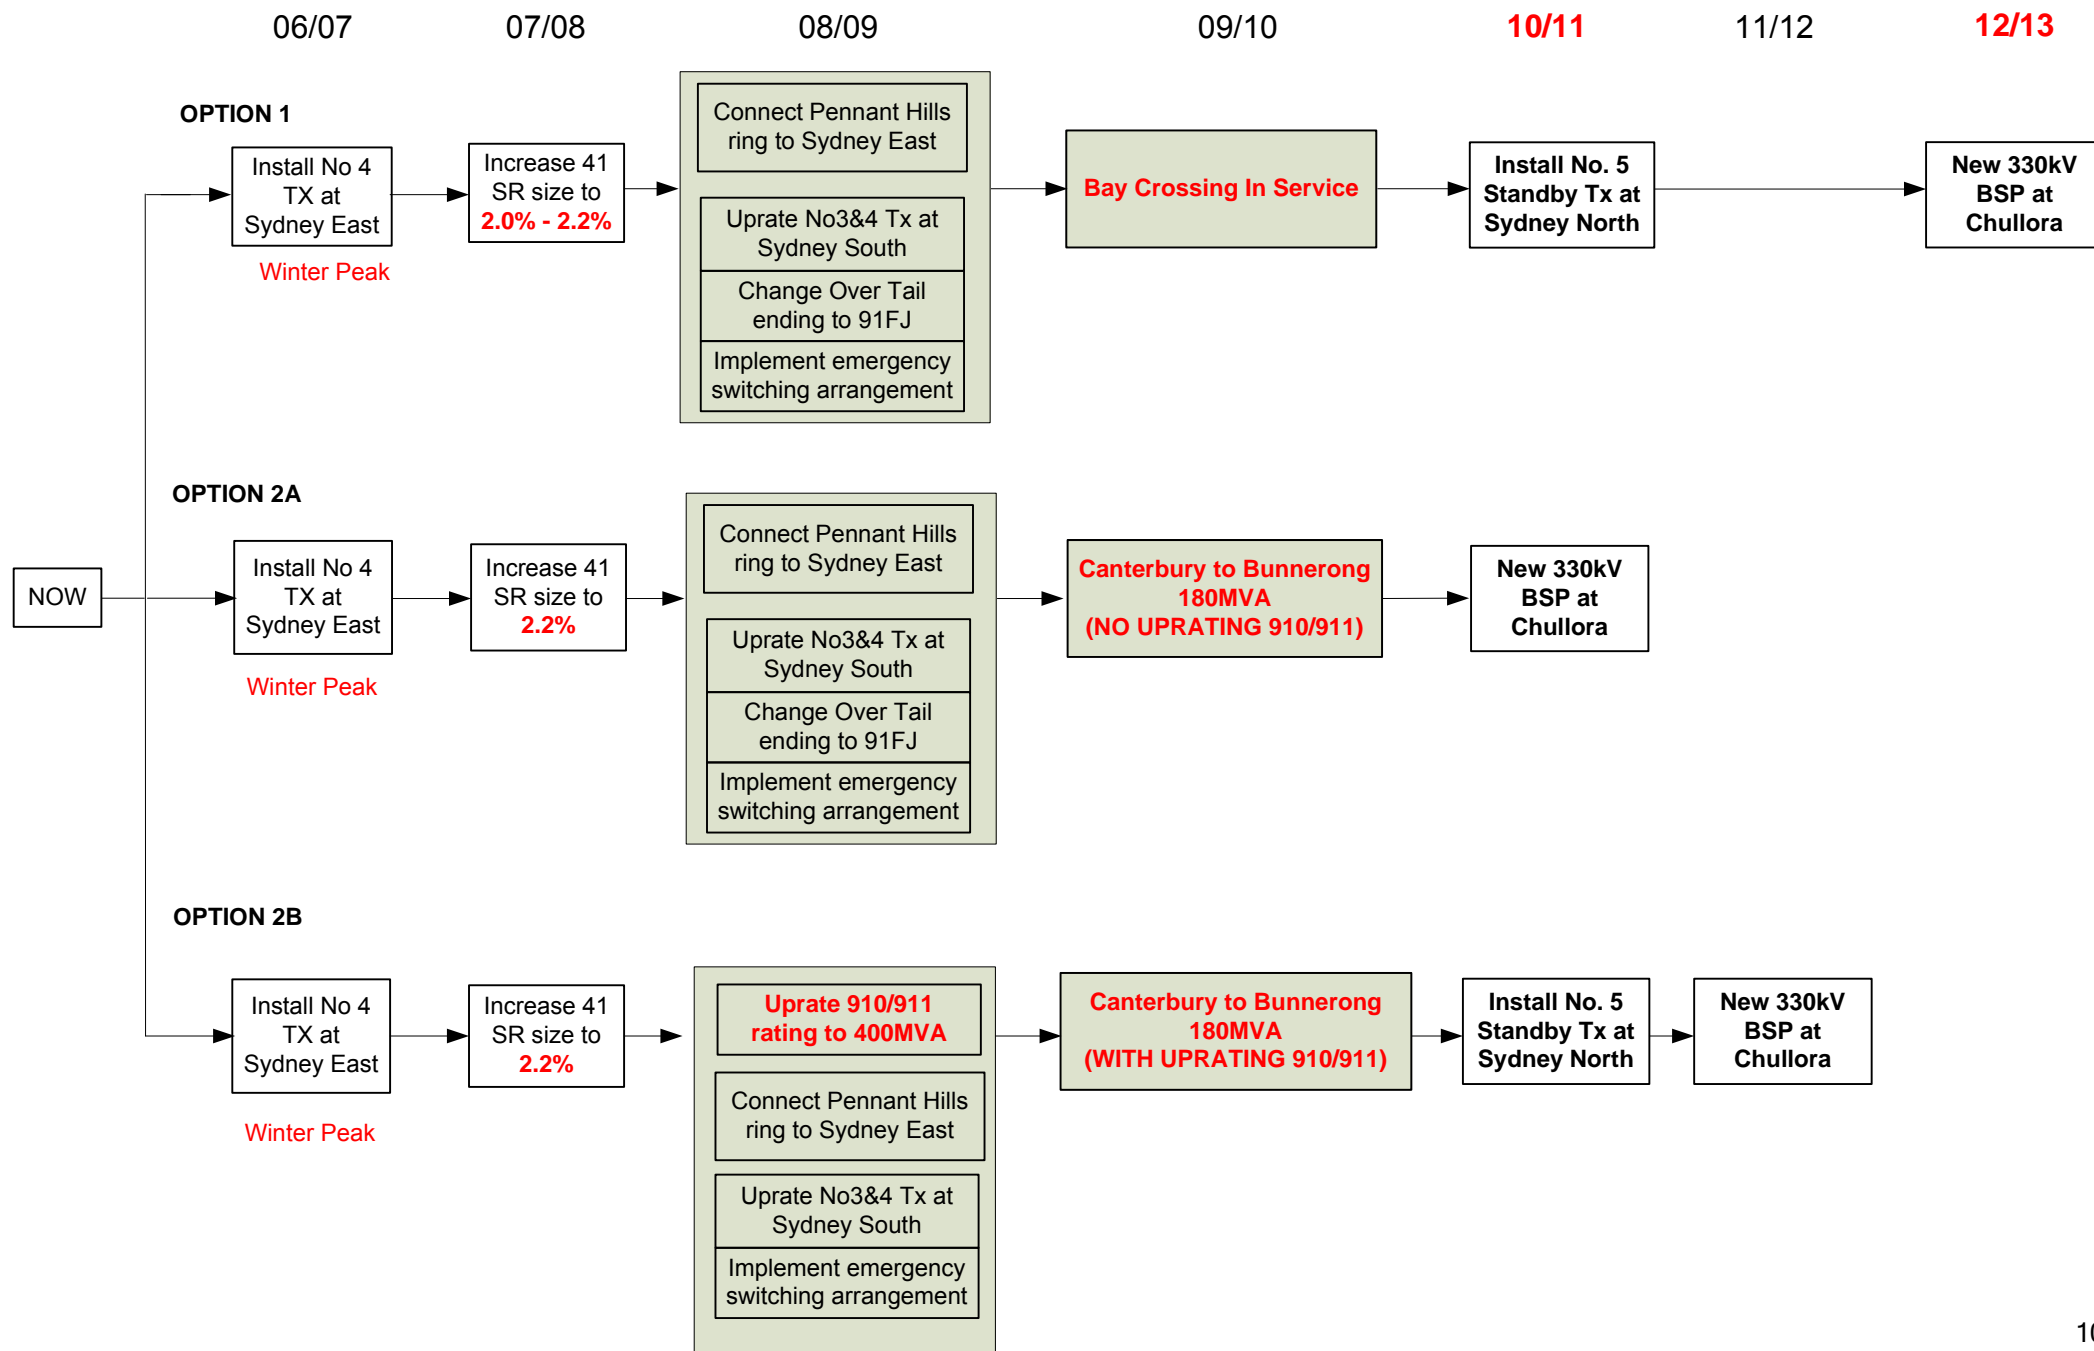 06/07 07/08 08/09 09/10 10/11 11/12 12/13
OPTION 1
Install No 4
TX at
Sydney East
Winter Peak
Increase 41
SR size to
2.0% - 2.2%
Connect Pennant Hills
ring to Sydney East
Uprate No3&4 Tx at
Sydney South
Change Over Tail
ending to 91FJ
Implement emergency
switching arrangement
Bay Crossing In Service
Install No. 5
Standby Tx at
Sydney North
New 330kV
BSP at
Chullora
NOW
OPTION 2A
Install No 4
TX at
Sydney East
Winter Peak
Increase 41
SR size to
2.2%
Connect Pennant Hills
ring to Sydney East
Uprate No3&4 Tx at
Sydney South
Change Over Tail
ending to 91FJ
Implement emergency
switching arrangement
Canterbury to Bunnerong
180MVA
(NO UPRATING 910/911)
New 330kV
BSP at
Chullora
OPTION 2B
Install No 4
TX at
Sydney East
Winter Peak
Increase 41
SR size to
2.2%
Uprate 910/911
rating to 400MVA
Connect Pennant Hills
ring to Sydney East
Uprate No3&4 Tx at
Sydney South
Implement emergency
switching arrangement
Canterbury to Bunnerong
180MVA
(WITH UPRATING 910/911)
Install No. 5
Standby Tx at
Sydney North
New 330kV
BSP at
Chullora
10